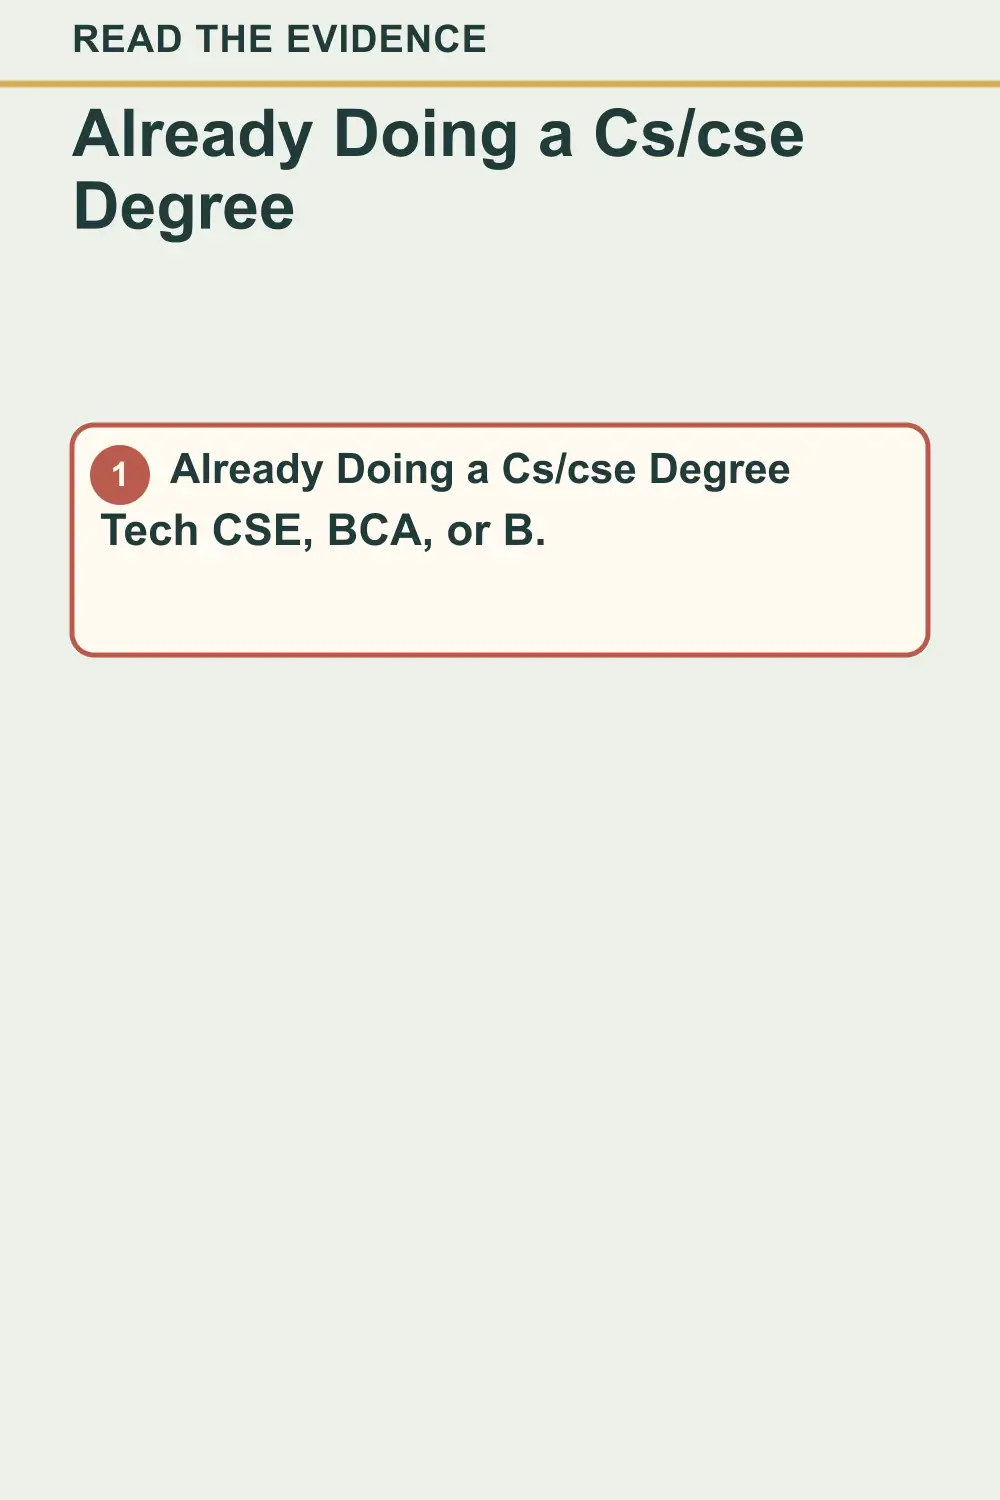 READ THE EVIDENCE
Already Doing a Cs/cse
Degree
1 Already Doing a Cs/cse Degree
Tech CSE, BCA, or B.